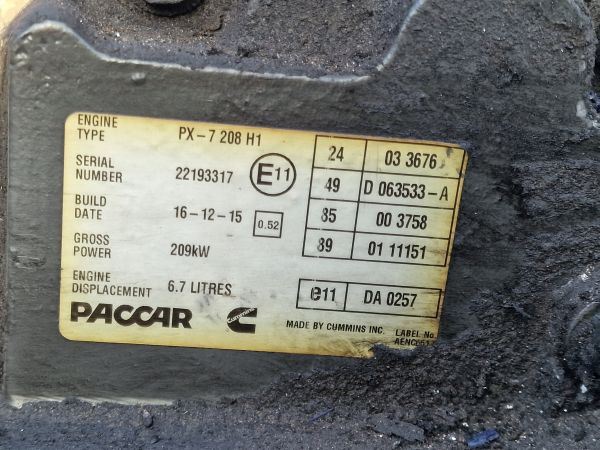 ENGINE TYPE PX-7 208 H1
SERIAL NUMBER 22193317
BUILD DATE 16-12-15
GROSS POWER 209kW
ENGINE DISPLACEMENT 6.7 LITRES
E11
0.52
24 03 3676
49 D 063533-A
85 00 3758
89 01 11151
e11 DA 0257
PACCAR Cummins
MADE BY CUMMINS INC.
LABEL No.